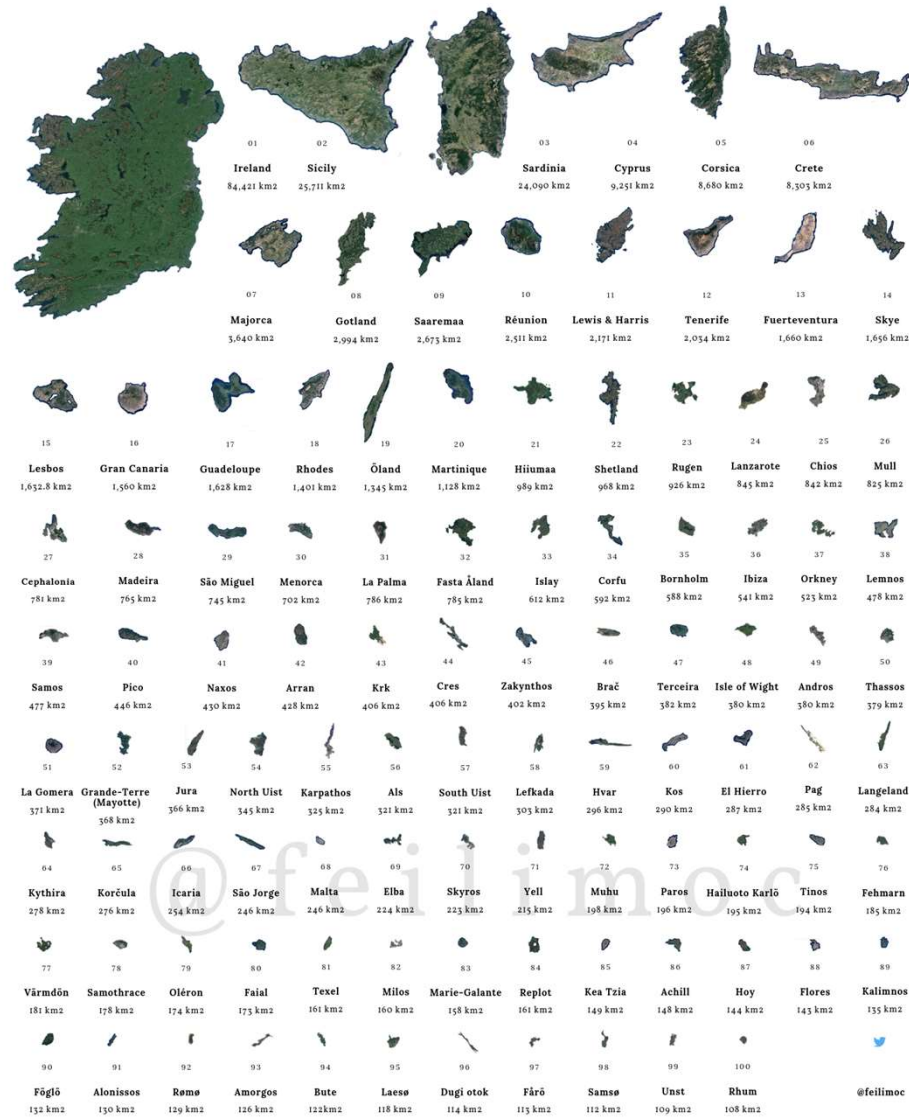 01 02 03 04 05 06
Ireland Sicily Sardinia Cyprus Corsica Crete
84,421 km2 25,711 km2 24,090 km2 9,251 km2 8,680 km2 8,303 km2
07 08 09 10 11 12 13 14
Majorca Gotland Saaremaa Réunion Lewis & Harris Tenerife Fuerteventura Skye
3,640 km2 2,994 km2 2,673 km2 2,511 km2 2,171 km2 2,034 km2 1,660 km2 1,656 km2
15 16 17 18 19 20 21 22 23 24 25 26
Lesbos Gran Canaria Guadeloupe Rhodes Öland Martinique Hiiumaa Shetland Rugen Lanzarote Chios Mull
1,632.8 km2 1,560 km2 1,628 km2 1,401 km2 1,345 km2 1,128 km2 989 km2 968 km2 926 km2 845 km2 842 km2 825 km2
27 28 29 30 31 32 33 34 35 36 37 38
Cephalonia Madeira São Miguel Menorca La Palma Fasta Åland Islay Corfu Bornholm Ibiza Orkney Lemnos
781 km2 765 km2 745 km2 702 km2 786 km2 785 km2 612 km2 592 km2 588 km2 541 km2 523 km2 478 km2
39 40 41 42 43 44 45 46 47 48 49 50
Samos Pico Naxos Arran Krk Cres Zakynthos Brač Terceira Isle of Wight Andros Thassos
477 km2 446 km2 430 km2 428 km2 406 km2 406 km2 402 km2 395 km2 382 km2 380 km2 380 km2 379 km2
51 52 53 54 55 56 57 58 59 60 61 62 63
La Gomera Grande-Terre Jura North Uist Karpathos Als South Uist Lefkada Hvar Kos El Hierro Pag Langeland
(Mayotte)
371 km2 368 km2 366 km2 345 km2 325 km2 321 km2 321 km2 303 km2 296 km2 290 km2 287 km2 285 km2 284 km2
64 65 66 67 68 69 70 71 72 73 74 75 76
Kythira Korčula Icaria São Jorge Malta Elba Skyros Yell Muhu Paros Hailuoto Karlö Tinos Fehmarn
278 km2 276 km2 254 km2 246 km2 246 km2 224 km2 223 km2 215 km2 198 km2 196 km2 195 km2 194 km2 185 km2
@feilimoc
77 78 79 80 81 82 83 84 85 86 87 88 89
Värmdön Samothrace Oléron Faial Texel Milos Marie-Galante Replot Kea Tzia Achill Hoy Flores Kalimnos
181 km2 178 km2 174 km2 173 km2 161 km2 160 km2 158 km2 161 km2 149 km2 148 km2 144 km2 143 km2 135 km2
90 91 92 93 94 95 96 97 98 99 100
Föglö Alonissos Rømø Amorgos Bute Laesø Dugi otok Fårö Samsø Unst Rhum @feilimoc
132 km2 130 km2 129 km2 126 km2 122km2 118 km2 114 km2 113 km2 112 km2 109 km2 108 km2